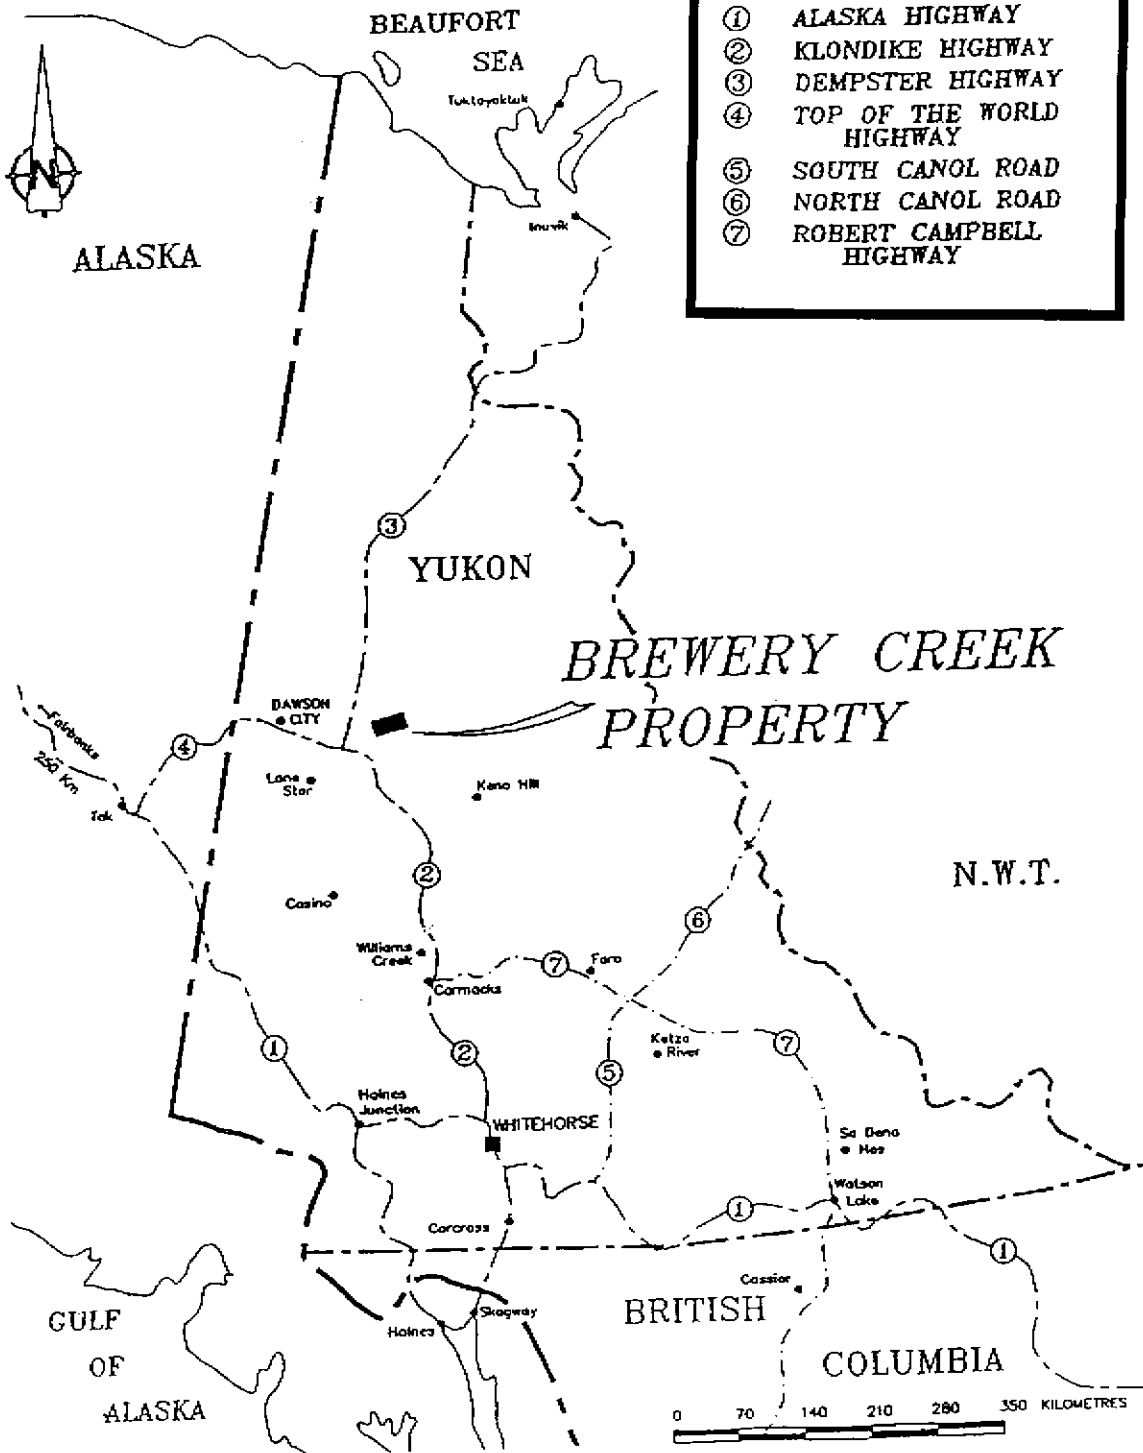 ① ALASKA HIGHWAY
② KLONDIKE HIGHWAY
③ DEMPSTER HIGHWAY
④ TOP OF THE WORLD
HIGHWAY
⑤ SOUTH CANOL ROAD
⑥ NORTH CANOL ROAD
⑦ ROBERT CAMPBELL
HIGHWAY
BEAUFORT
SEA
Tuktoyaktuk
N
Inuvik
ALASKA
③
YUKON
BREWERY CREEK
PROPERTY
DAWSON
CITY
Fairbanks
250 Km
④
Tok
Lone
Star
Keno Hill
②
N.W.T.
Casino
⑥
Williams
Creek
⑦
Faro
Carmacks
①
②
Ketza
River
⑦
⑤
Haines
Junction
WHITEHORSE
Sa Dena
Hes
Watson
Lake
①
Carcross
①
Cassiar
GULF
OF
ALASKA
BRITISH
COLUMBIA
Skagway
Haines
0 70 140 210 280 350 KILOMETRES